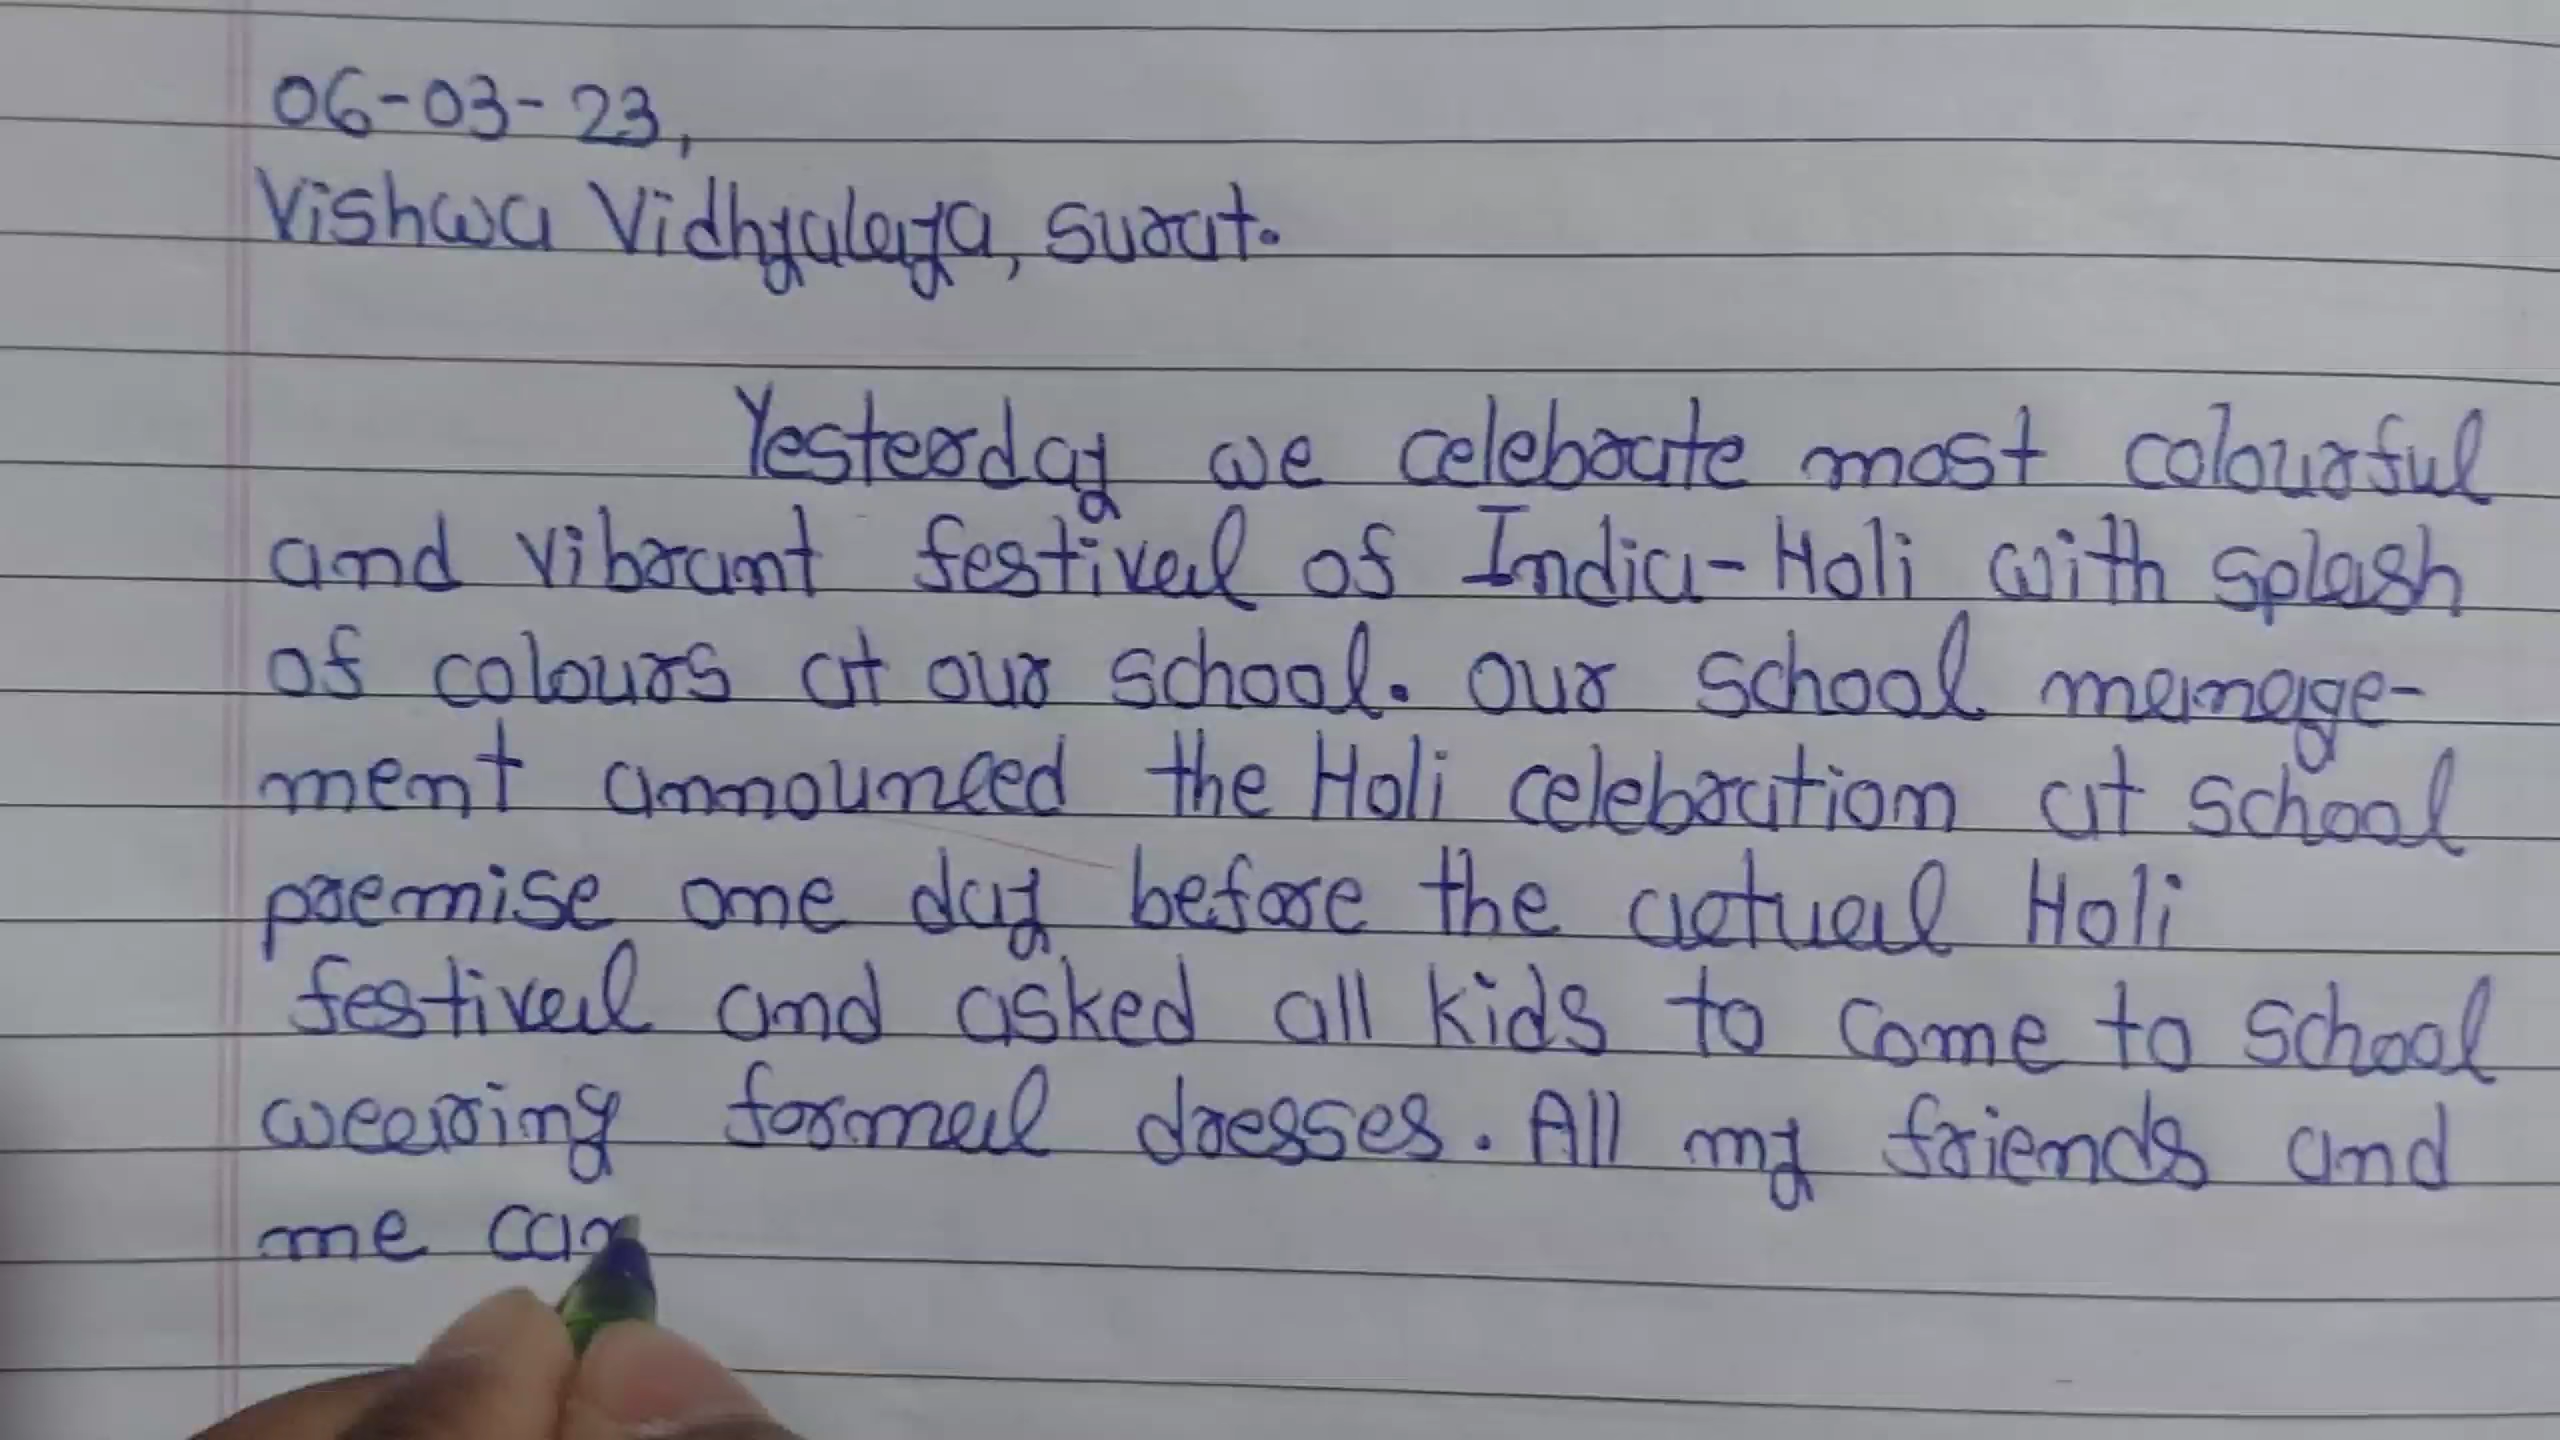 06-03-23,
Vishwa Vidhyalaya, Surat.
Yesterday we celebrate most colourful
and vibrant festival of India-Holi with splash
of colours at our school. Our school manage-
ment announced the Holi celebration at school
premise one day before the actual Holi
festival and asked all kids to come to school
wearing formal dresses. All my friends and
me